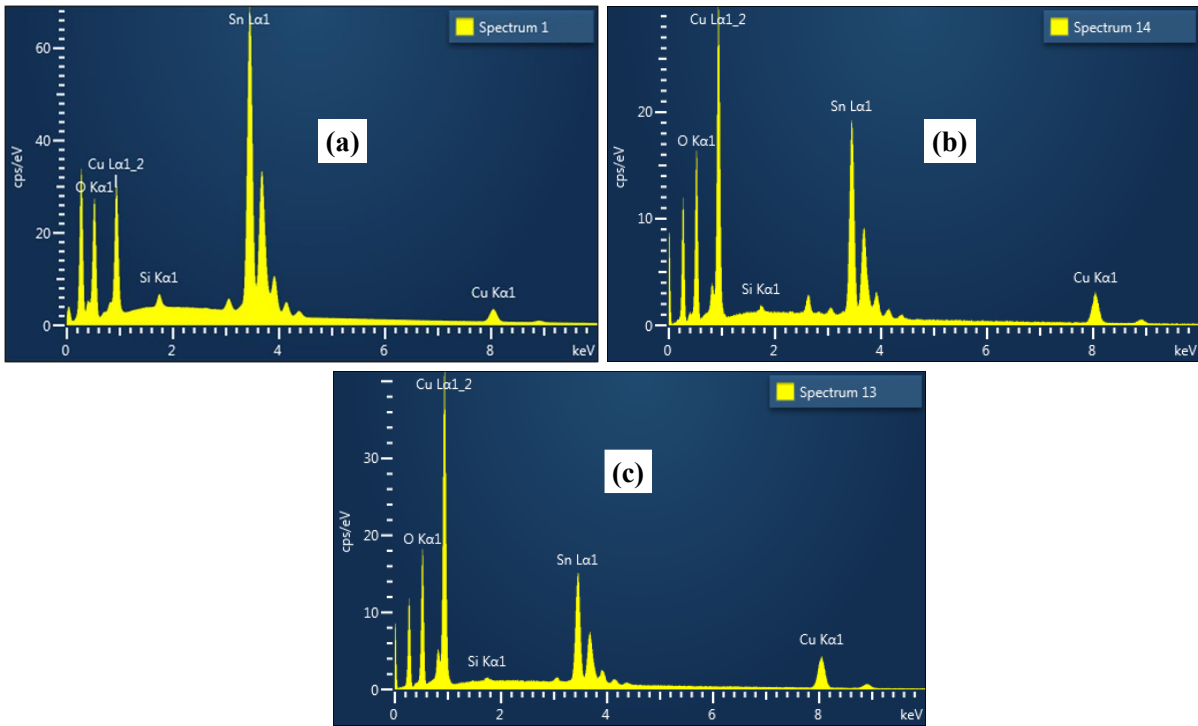 Sn Lα1
Spectrum 1
60
(a)
40
cps/eV
Cu Lα1_2
O Kα1
20
Si Kα1
Cu Kα1
0
0 2 4 6 8 keV
Cu Lα1_2
Spectrum 14
20
Sn Lα1
(b)
O Kα1
cps/eV
10
Si Kα1
Cu Kα1
0
0 2 4 6 8 keV
Cu Lα1_2
Spectrum 13
30
(c)
cps/eV
20
O Kα1
Sn Lα1
10
Cu Kα1
Si Kα1
0
0 2 4 6 8 keV